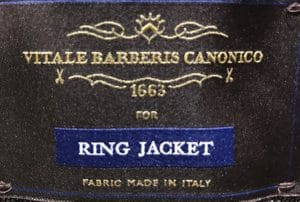 VITALE BARBERIS CANONICO
1663
FOR
RING JACKET
FABRIC MADE IN ITALY